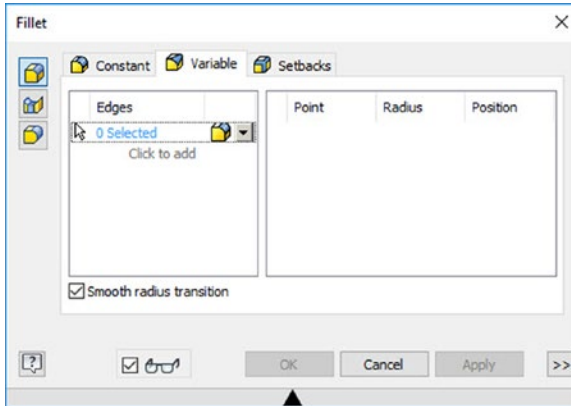 Fillet
Constant Variable Setbacks
Edges Point Radius Position
0 Selected
Click to add
Smooth radius transition
OK Cancel Apply >>